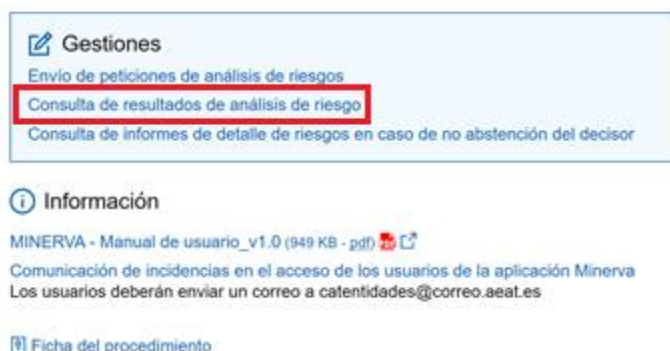 Gestiones
Envío de peticiones de análisis de riesgos
Consulta de resultados de análisis de riesgo
Consulta de informes de detalle de riesgos en caso de no abstención del decisor
Información
MINERVA - Manual de usuario_v1.0 (949 KB - pdf)
Comunicación de incidencias en el acceso de los usuarios de la aplicación Minerva
Los usuarios deberán enviar un correo a catentidades@correo.aeat.es
Ficha del procedimiento